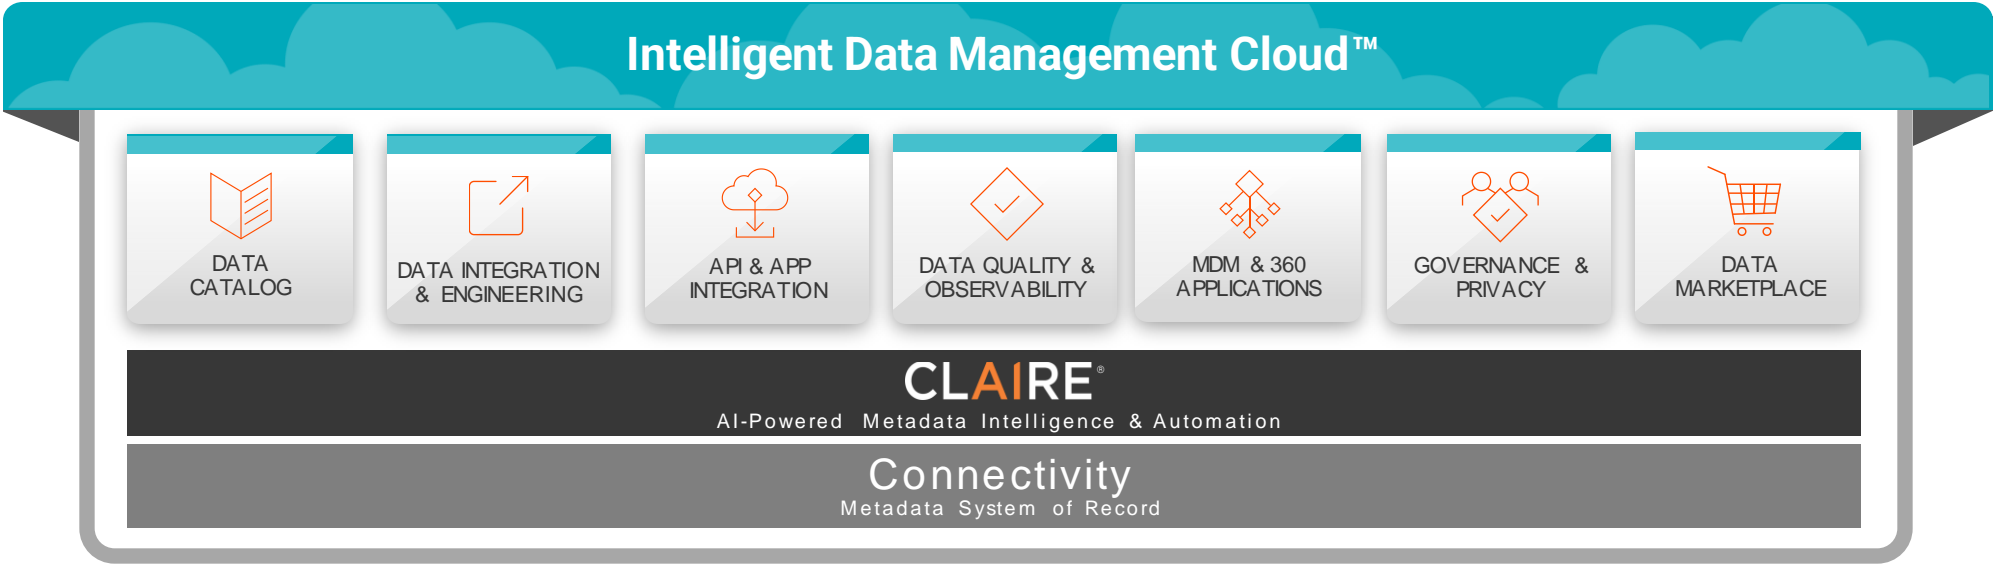 Intelligent Data Management Cloud™
DATA
CATALOG
DATA INTEGRATION
& ENGINEERING
API & APP
INTEGRATION
DATA QUALITY &
OBSERVABILITY
MDM & 360
APPLICATIONS
GOVERNANCE &
PRIVACY
DATA
MARKETPLACE
CLAIRE®
AI-Powered Metadata Intelligence & Automation
Connectivity
Metadata System of Record